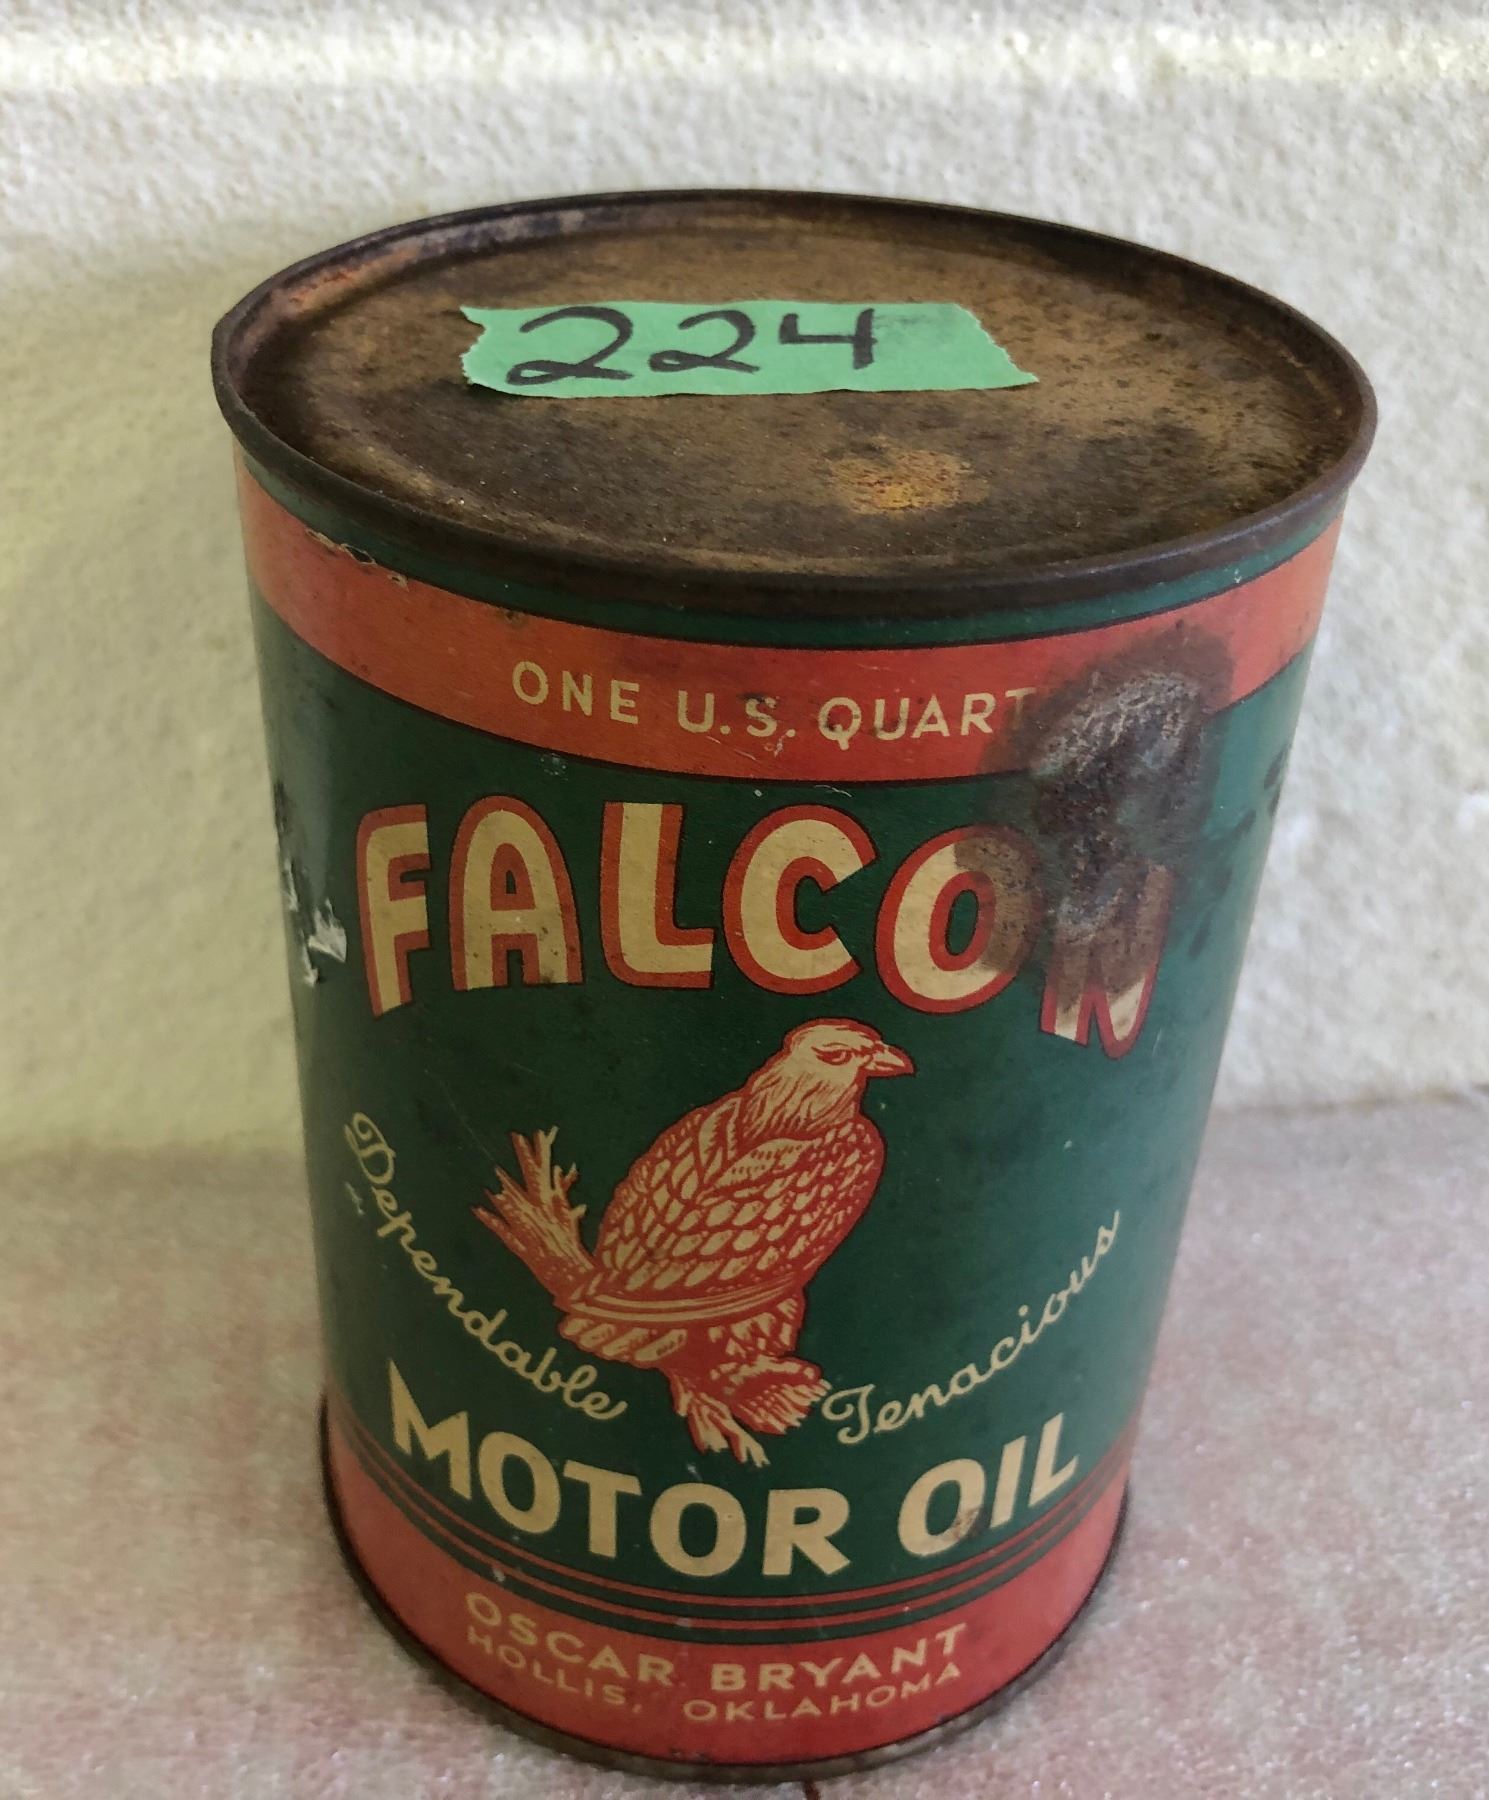 224
ONE U.S. QUART
FALCON
Dependable
Tenacious
MOTOR OIL
OSCAR BRYANT
HOLLIS, OKLAHOMA